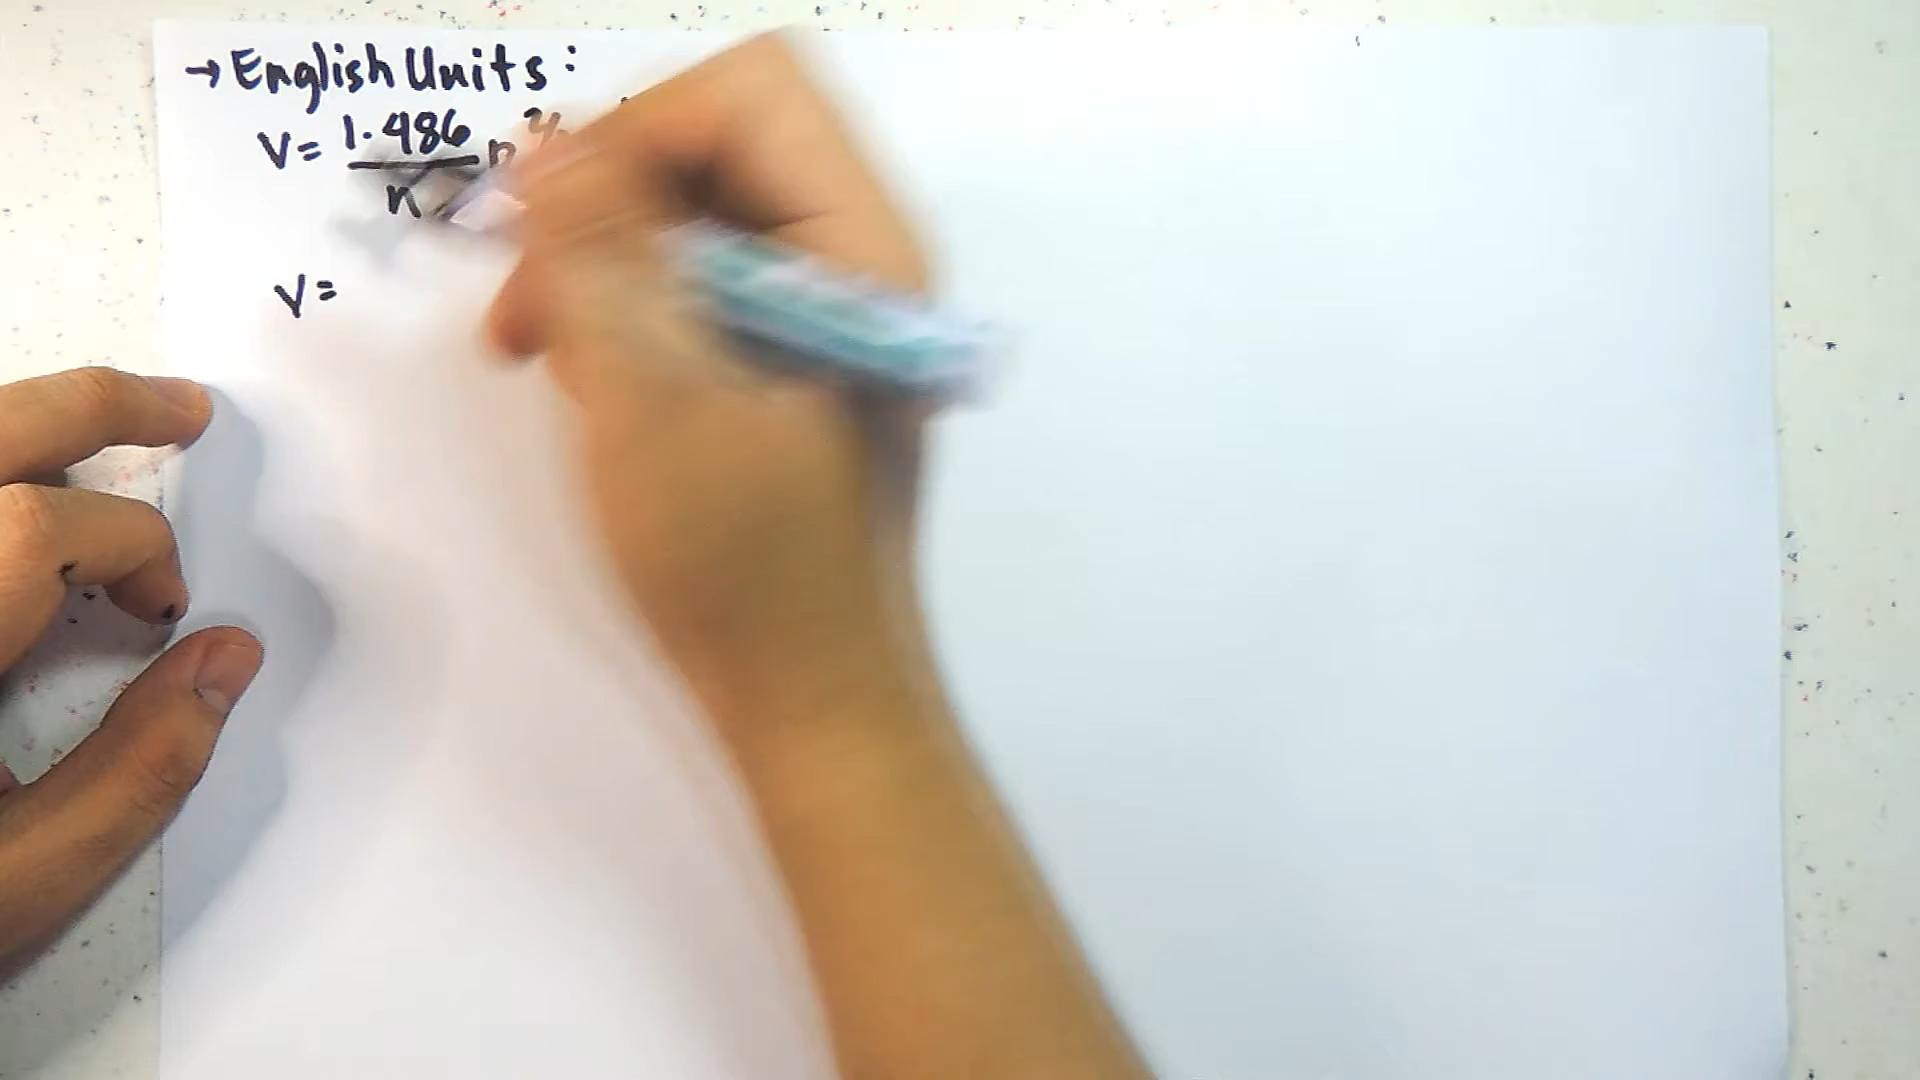 → English Units:
V = 1.486
n
V =